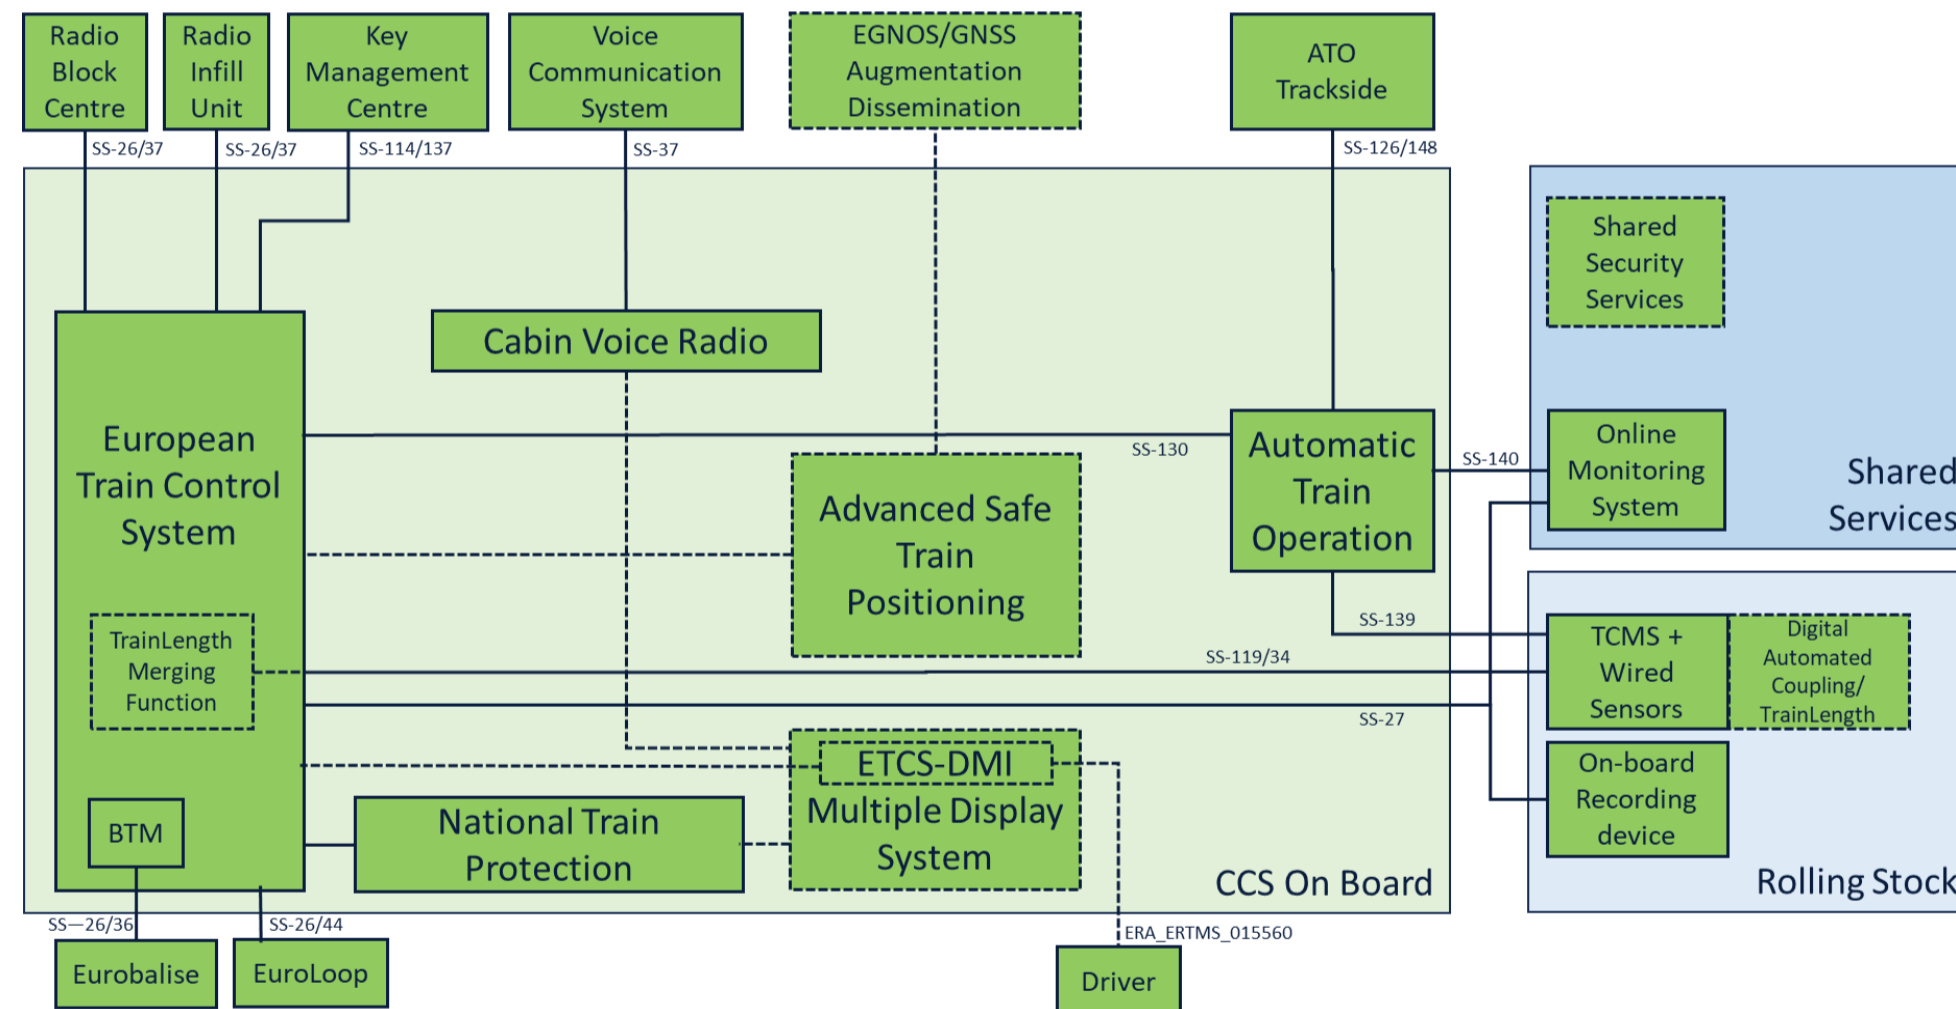 Radio
Block
Centre
Radio
Infill
Unit
Key
Management
Centre
Voice
Communication
System
EGNOS/GNSS
Augmentation
Dissemination
ATO
Trackside
SS-26/37
SS-26/37
SS-114/137
SS-37
SS-126/148
Shared
Security
Services
Cabin Voice Radio
European
Train Control
System
SS-130
Automatic
Train
Operation
SS-140
Online
Monitoring
System
Shared
Services
Advanced Safe
Train
Positioning
TrainLength
Merging
Function
SS-139
SS-119/34
SS-27
TCMS +
Wired
Sensors
Digital
Automated
Coupling/
TrainLength
ETCS-DMI
Multiple Display
System
On-board
Recording
device
BTM
National Train
Protection
CCS On Board
Rolling Stock
SS—26/36
SS-26/44
ERA_ERTMS_015560
Eurobalise
EuroLoop
Driver